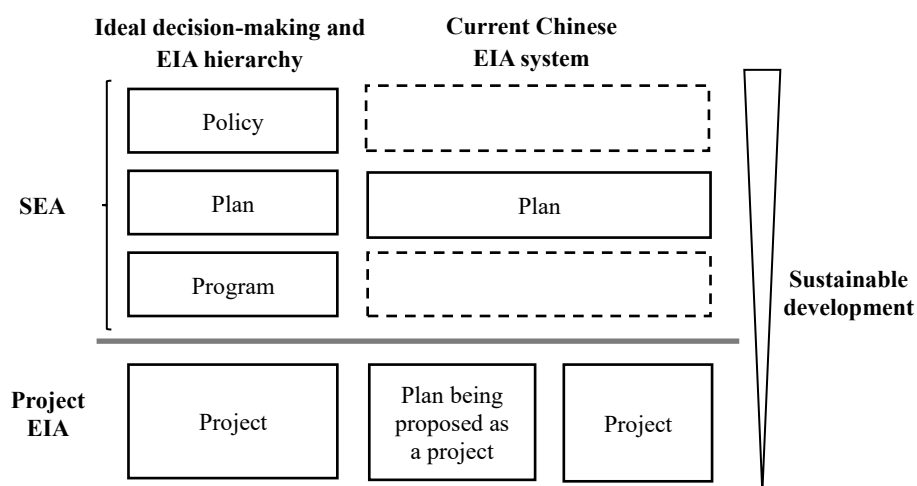 Ideal decision-making and
EIA hierarchy
Current Chinese
EIA system
Policy
SEA
Plan
Plan
Program
Sustainable
development
Project
EIA
Project
Plan being
proposed as
a project
Project